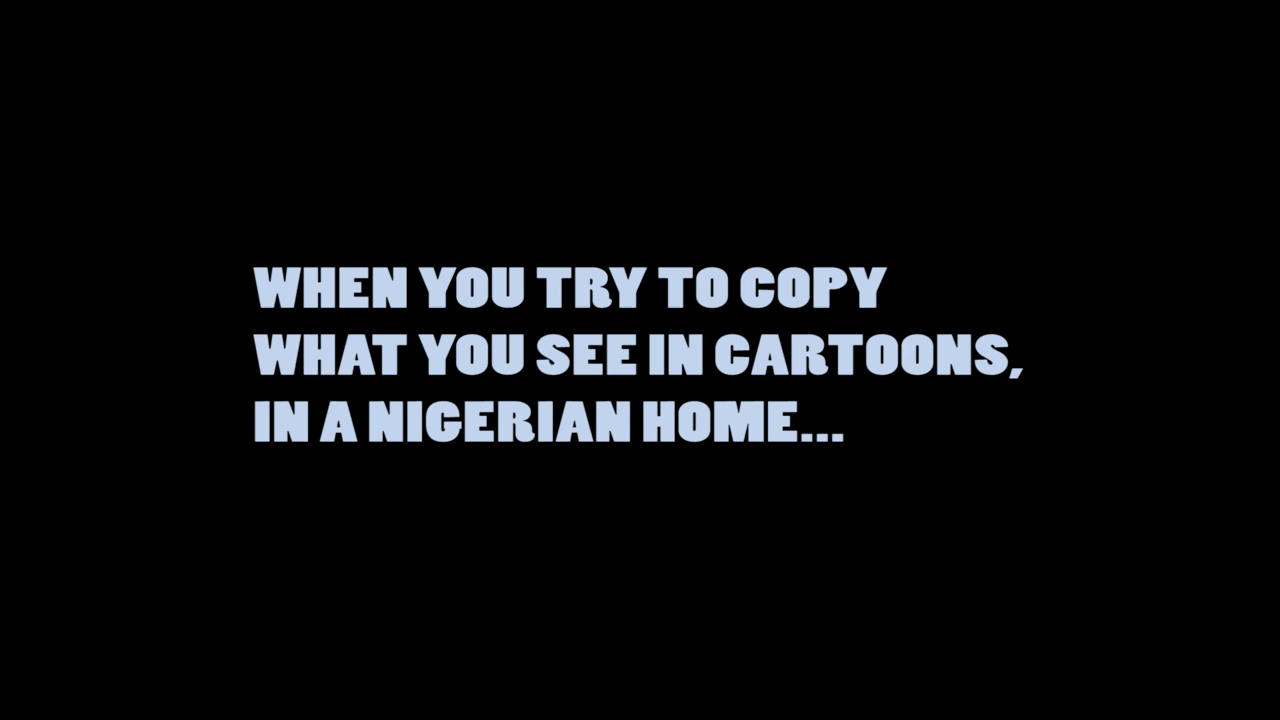 WHEN YOU TRY TO COPY
WHAT YOU SEE IN CARTOONS,
IN A NIGERIAN HOME...